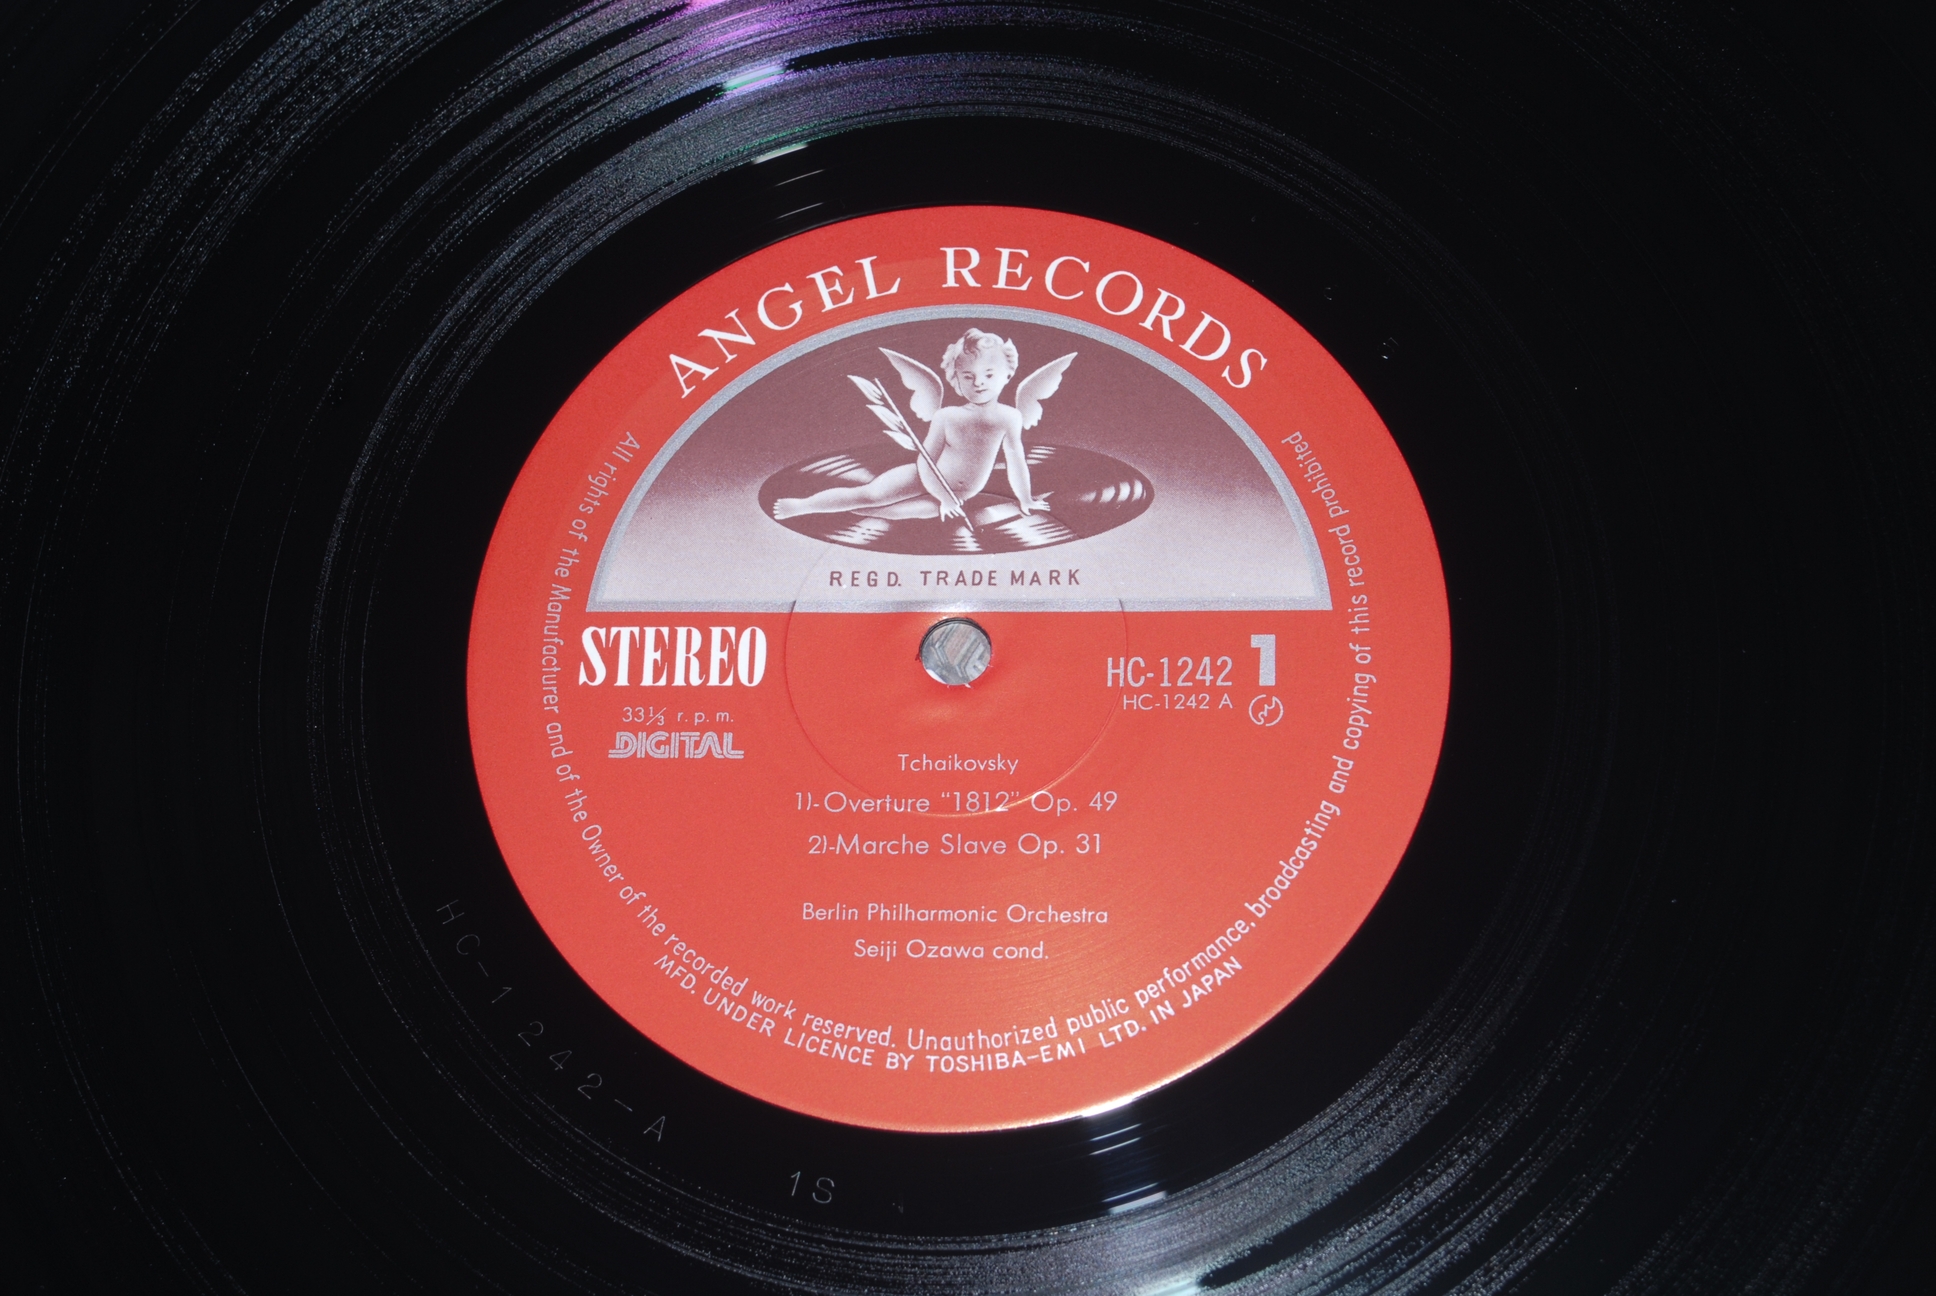 ANGEL RECORDS
REGD. TRADE MARK
STEREO
33⅓ r.p.m.
DIGITAL
HC-1242 1
HC-1242 A
Tchaikovsky
1)-Overture “1812” Op. 49
2)-Marche Slave Op. 31
Berlin Philharmonic Orchestra
Seiji Ozawa cond.
All rights of the Manufacturer and of the Owner of the recorded work reserved. Unauthorized public performance, broadcasting and copying of this record prohibited
MFD. UNDER LICENCE BY TOSHIBA-EMI LTD. IN JAPAN
HC-1242-A
1S